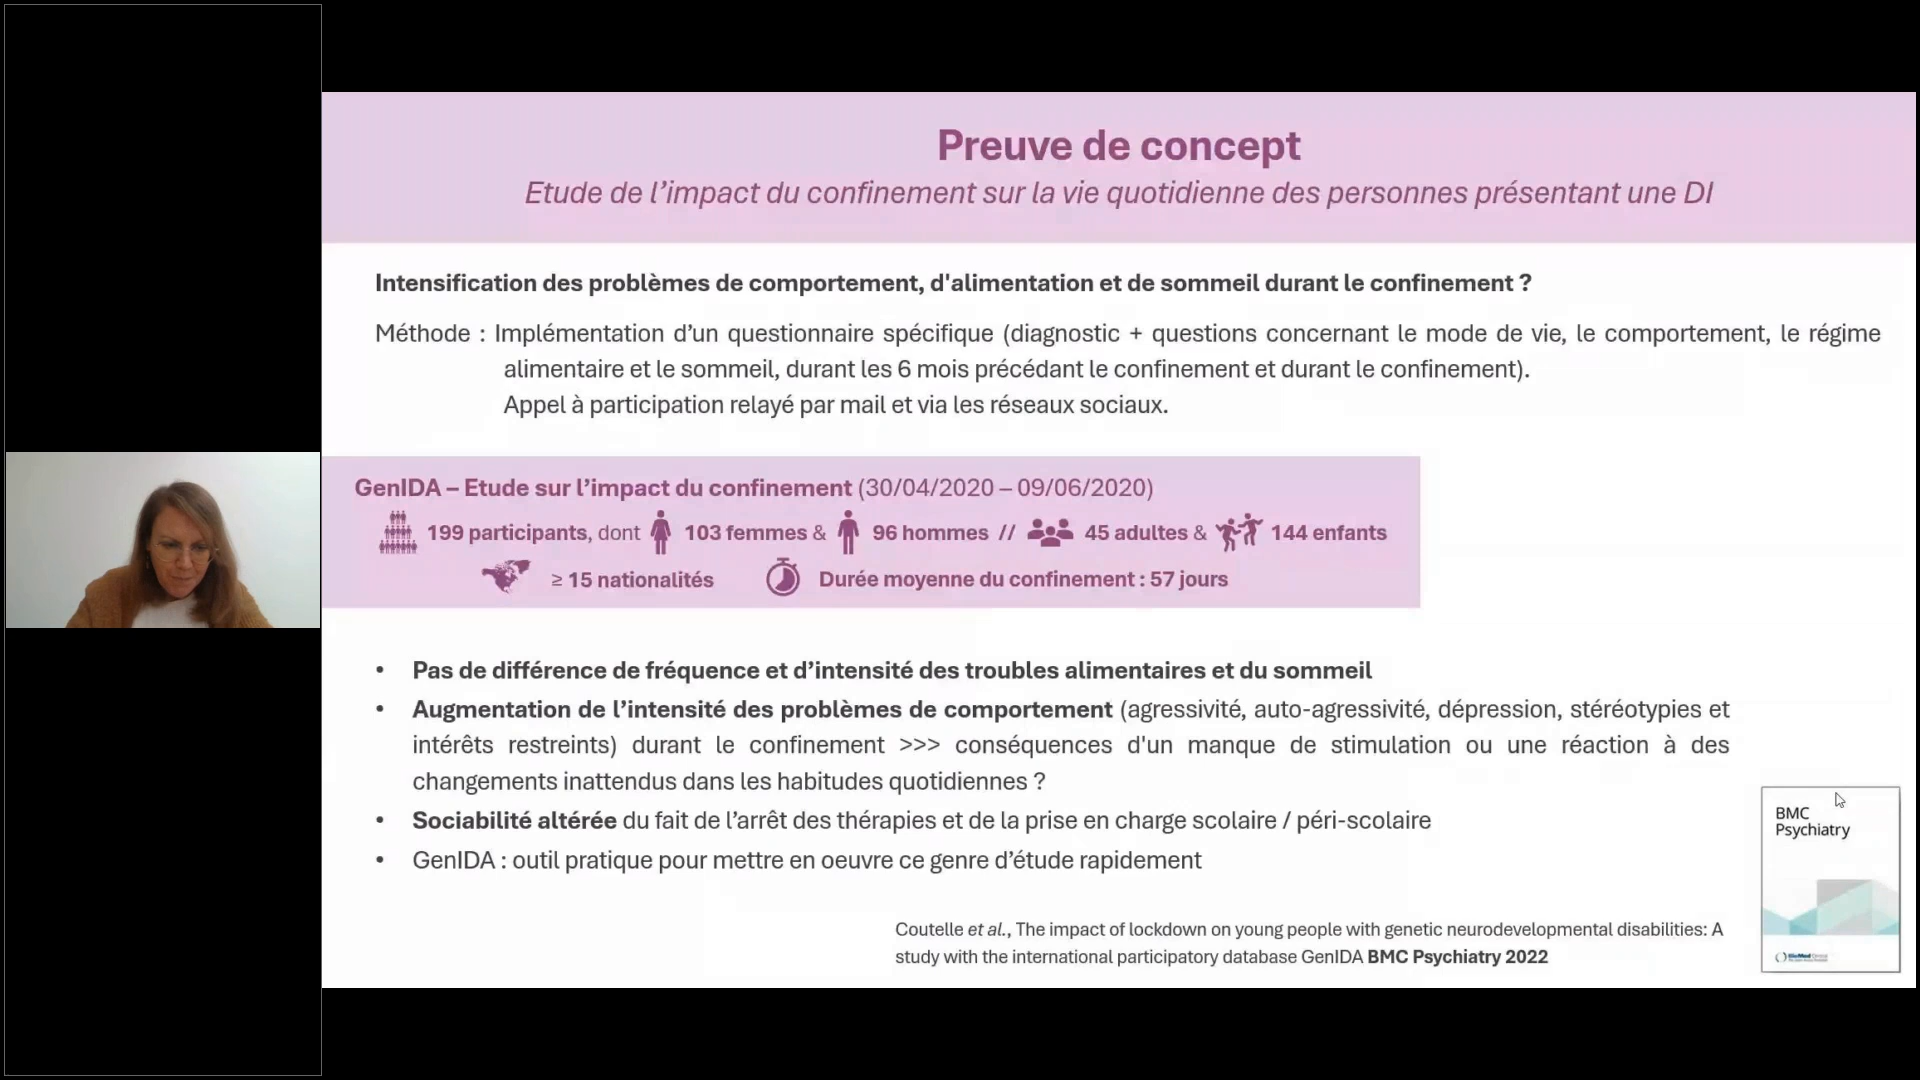 Preuve de concept
Etude de l’impact du confinement sur la vie quotidienne des personnes présentant une DI
Intensification des problèmes de comportement, d'alimentation et de sommeil durant le confinement ?
Méthode : Implémentation d’un questionnaire spécifique (diagnostic + questions concernant le mode de vie, le comportement, le régime
alimentaire et le sommeil, durant les 6 mois précédant le confinement et durant le confinement).
Appel à participation relayé par mail et via les réseaux sociaux.
GenIDA – Etude sur l’impact du confinement (30/04/2020 – 09/06/2020)
199 participants, dont 103 femmes & 96 hommes // 45 adultes & 144 enfants
≥ 15 nationalités Durée moyenne du confinement : 57 jours
• Pas de différence de fréquence et d’intensité des troubles alimentaires et du sommeil
• Augmentation de l’intensité des problèmes de comportement (agressivité, auto-agressivité, dépression, stéréotypies et
intérêts restreints) durant le confinement >>> conséquences d'un manque de stimulation ou une réaction à des
changements inattendus dans les habitudes quotidiennes ?
• Sociabilité altérée du fait de l’arrêt des thérapies et de la prise en charge scolaire / péri-scolaire
• GenIDA : outil pratique pour mettre en oeuvre ce genre d’étude rapidement
BMC
Psychiatry
Coutelle et al., The impact of lockdown on young people with genetic neurodevelopmental disabilities: A
study with the international participatory database GenIDA BMC Psychiatry 2022